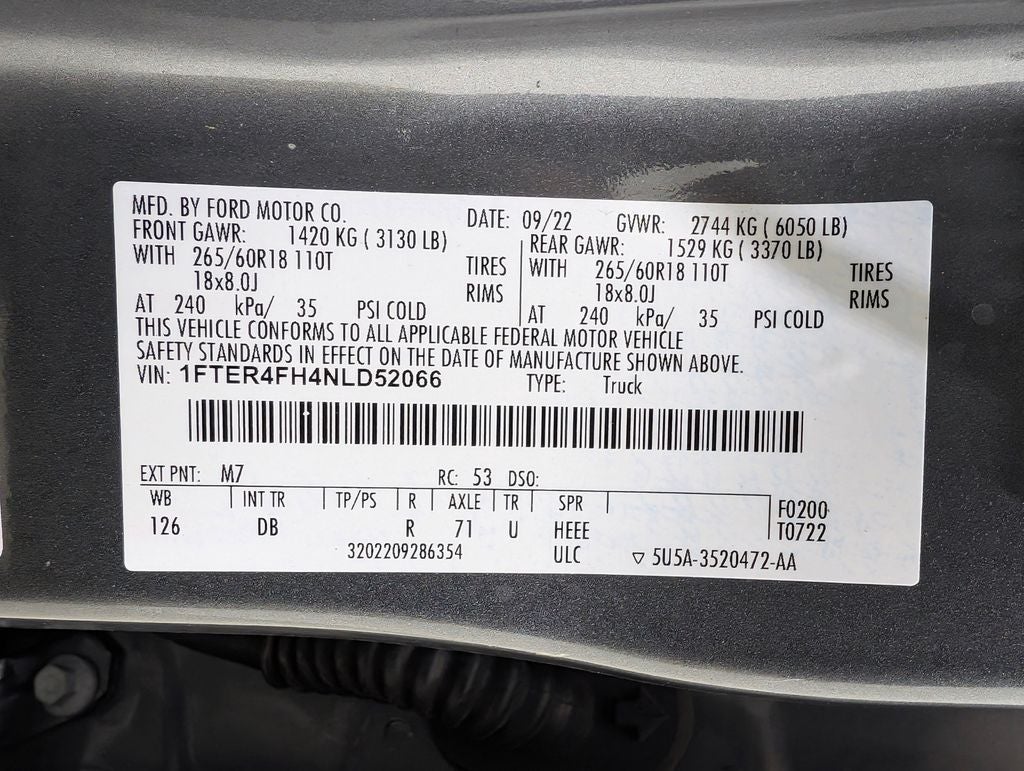 MFD. BY FORD MOTOR CO. DATE: 09/22 GVWR: 2744 KG ( 6050 LB)
FRONT GAWR: 1420 KG ( 3130 LB) REAR GAWR: 1529 KG ( 3370 LB)
WITH 265/60R18 110T TIRES WITH 265/60R18 110T TIRES
18x8.0J RIMS 18x8.0J RIMS
AT 240 kPa/ 35 PSI COLD AT 240 kPa/ 35 PSI COLD
THIS VEHICLE CONFORMS TO ALL APPLICABLE FEDERAL MOTOR VEHICLE
SAFETY STANDARDS IN EFFECT ON THE DATE OF MANUFACTURE SHOWN ABOVE.
VIN: 1FTER4FH4NLD52066 TYPE: Truck
EXT PNT: M7 RC: 53 DSO:
WB INT TR TP/PS R AXLE TR SPR F0200
126 DB R 71 U HEEE T0722
3202209286354 ULC ▽ 5U5A-3520472-AA